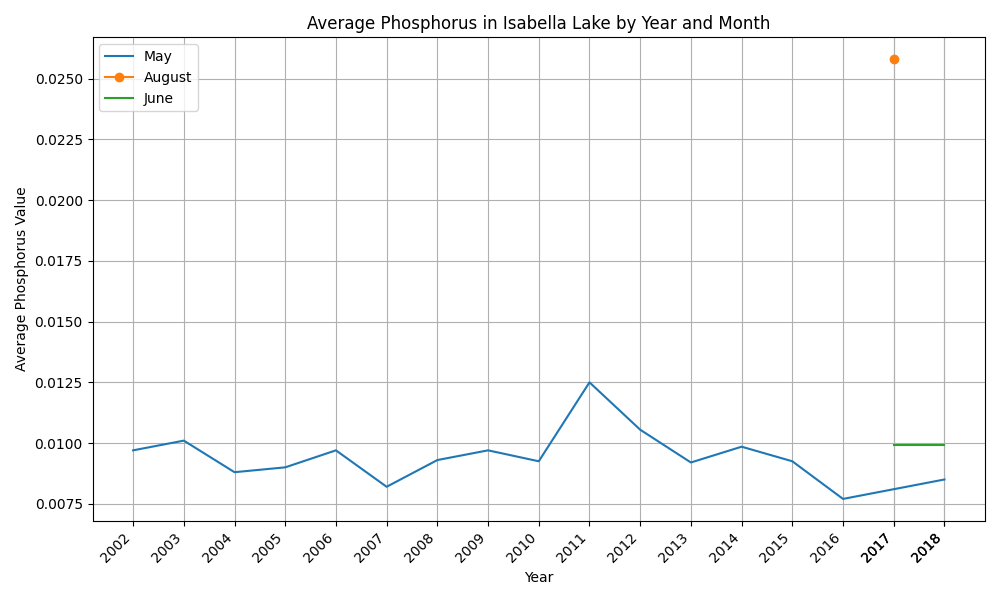 Average Phosphorus in Isabella Lake by Year and Month
May
August
June
0.0250
0.0225
0.0200
0.0175
0.0150
0.0125
0.0100
0.0075
Average Phosphorus Value
2002 2003 2004 2005 2006 2007 2008 2009 2010 2011 2012 2013 2014 2015 2016 2017 2018
Year